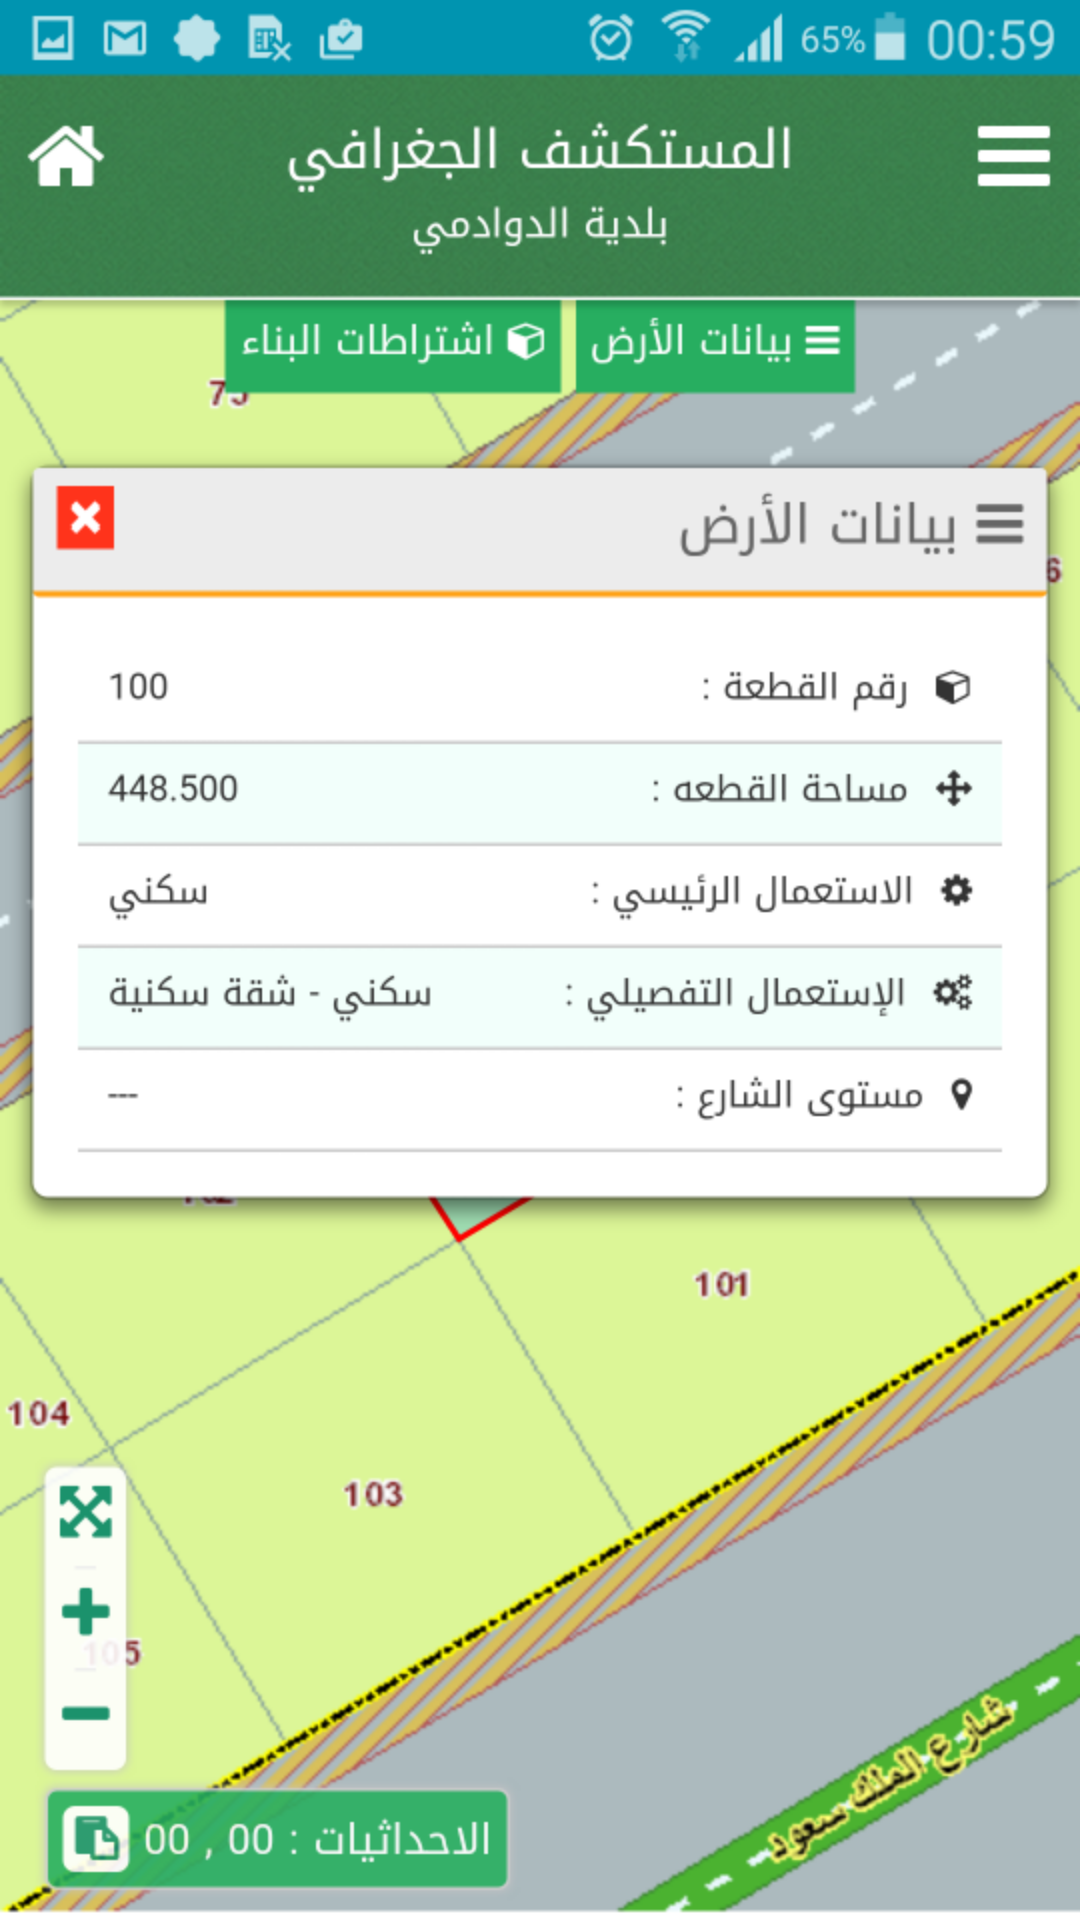 65% 00:59
المستكشف الجغرافي
بلدية الدوادمي
بيانات الأرض
اشتراطات البناء
بيانات الأرض
رقم القطعة : 100
مساحة القطعه : 448.500
الاستعمال الرئيسي : سكني
الإستعمال التفصيلي : سكني - شقة سكنية
مستوى الشارع : ---
101
104
103
105
شارع الملك سعود
الاحداثيات : 00 , 00